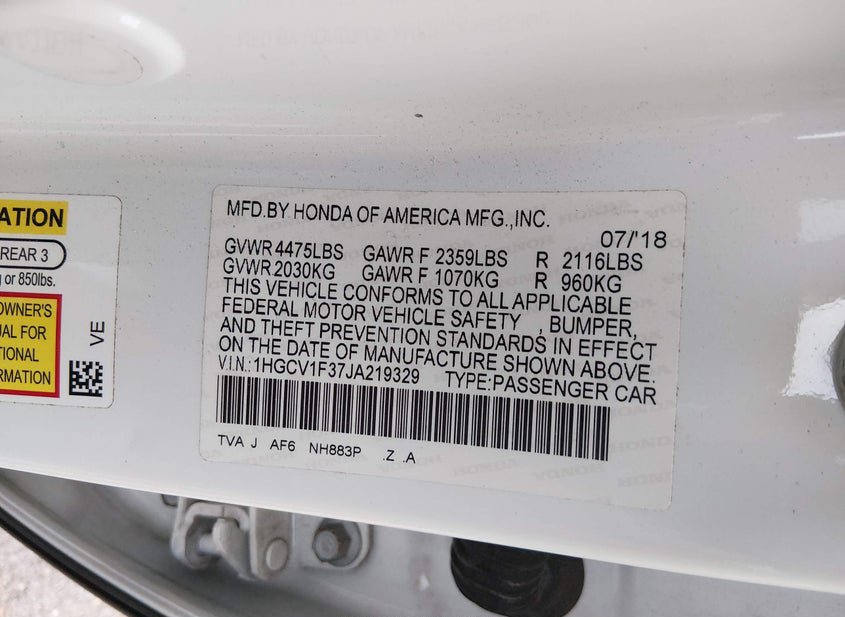 ATION
REAR 3
g or 850lbs.
OWNER'S
UAL FOR
TIONAL
ORMATION
VE
MFD.BY HONDA OF AMERICA MFG.,INC.
07/'18
GVWR 4475LBS GAWR F 2359LBS R 2116LBS
GVWR 2030KG GAWR F 1070KG R 960KG
THIS VEHICLE CONFORMS TO ALL APPLICABLE
FEDERAL MOTOR VEHICLE SAFETY , BUMPER,
AND THEFT PREVENTION STANDARDS IN EFFECT
ON THE DATE OF MANUFACTURE SHOWN ABOVE.
V.I.N.: 1HGCV1F37JA219329 TYPE:PASSENGER CAR
TVA J AF6 NH883P .Z .A